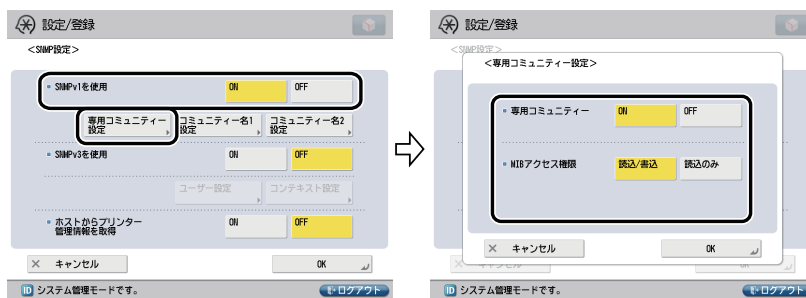 設定/登録
<SNMP設定>
SNMPv1を使用 ON OFF
専用コミュニティー設定 コミュニティー名1設定 コミュニティー名2設定
SNMPv3を使用 ON OFF
ユーザー設定 コンテキスト設定
ホストからプリンター管理情報を取得 ON OFF
キャンセル OK
ID システム管理モードです。 ログアウト
設定/登録
<SNMP設定>
<専用コミュニティー設定>
専用コミュニティー ON OFF
MIBアクセス権限 読込/書込 読込のみ
キャンセル OK
キャンセル OK
ID システム管理モードです。 ログアウト